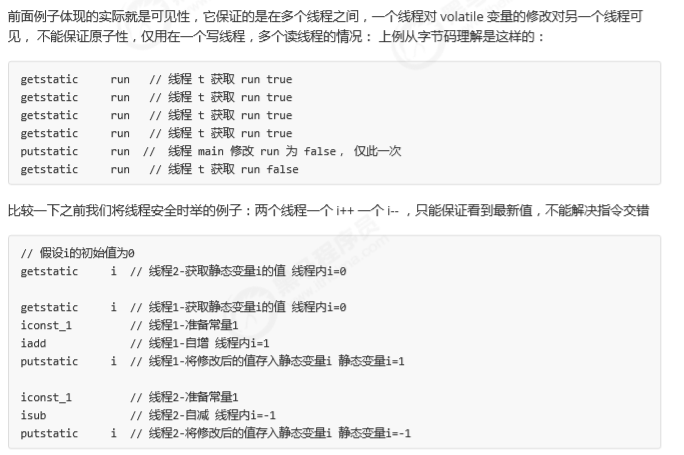 前面例子体现的实际就是可见性，它保证的是在多个线程之间，一个线程对 volatile 变量的修改对另一个线程可
见， 不能保证原子性，仅用在一个写线程，多个读线程的情况： 上例从字节码理解是这样的：
getstatic run // 线程 t 获取 run true
getstatic run // 线程 t 获取 run true
getstatic run // 线程 t 获取 run true
getstatic run // 线程 t 获取 run true
putstatic run // 线程 main 修改 run 为 false， 仅此一次
getstatic run // 线程 t 获取 run false
比较一下之前我们将线程安全时举的例子：两个线程一个 i++ 一个 i-- ，只能保证看到最新值，不能解决指令交错
// 假设i的初始值为0
getstatic i // 线程2-获取静态变量i的值 线程内i=0
getstatic i // 线程1-获取静态变量i的值 线程内i=0
iconst_1 // 线程1-准备常量1
iadd // 线程1-自增 线程内i=1
putstatic i // 线程1-将修改后的值存入静态变量i 静态变量i=1
iconst_1 // 线程2-准备常量1
isub // 线程2-自减 线程内i=-1
putstatic i // 线程2-将修改后的值存入静态变量i 静态变量i=-1